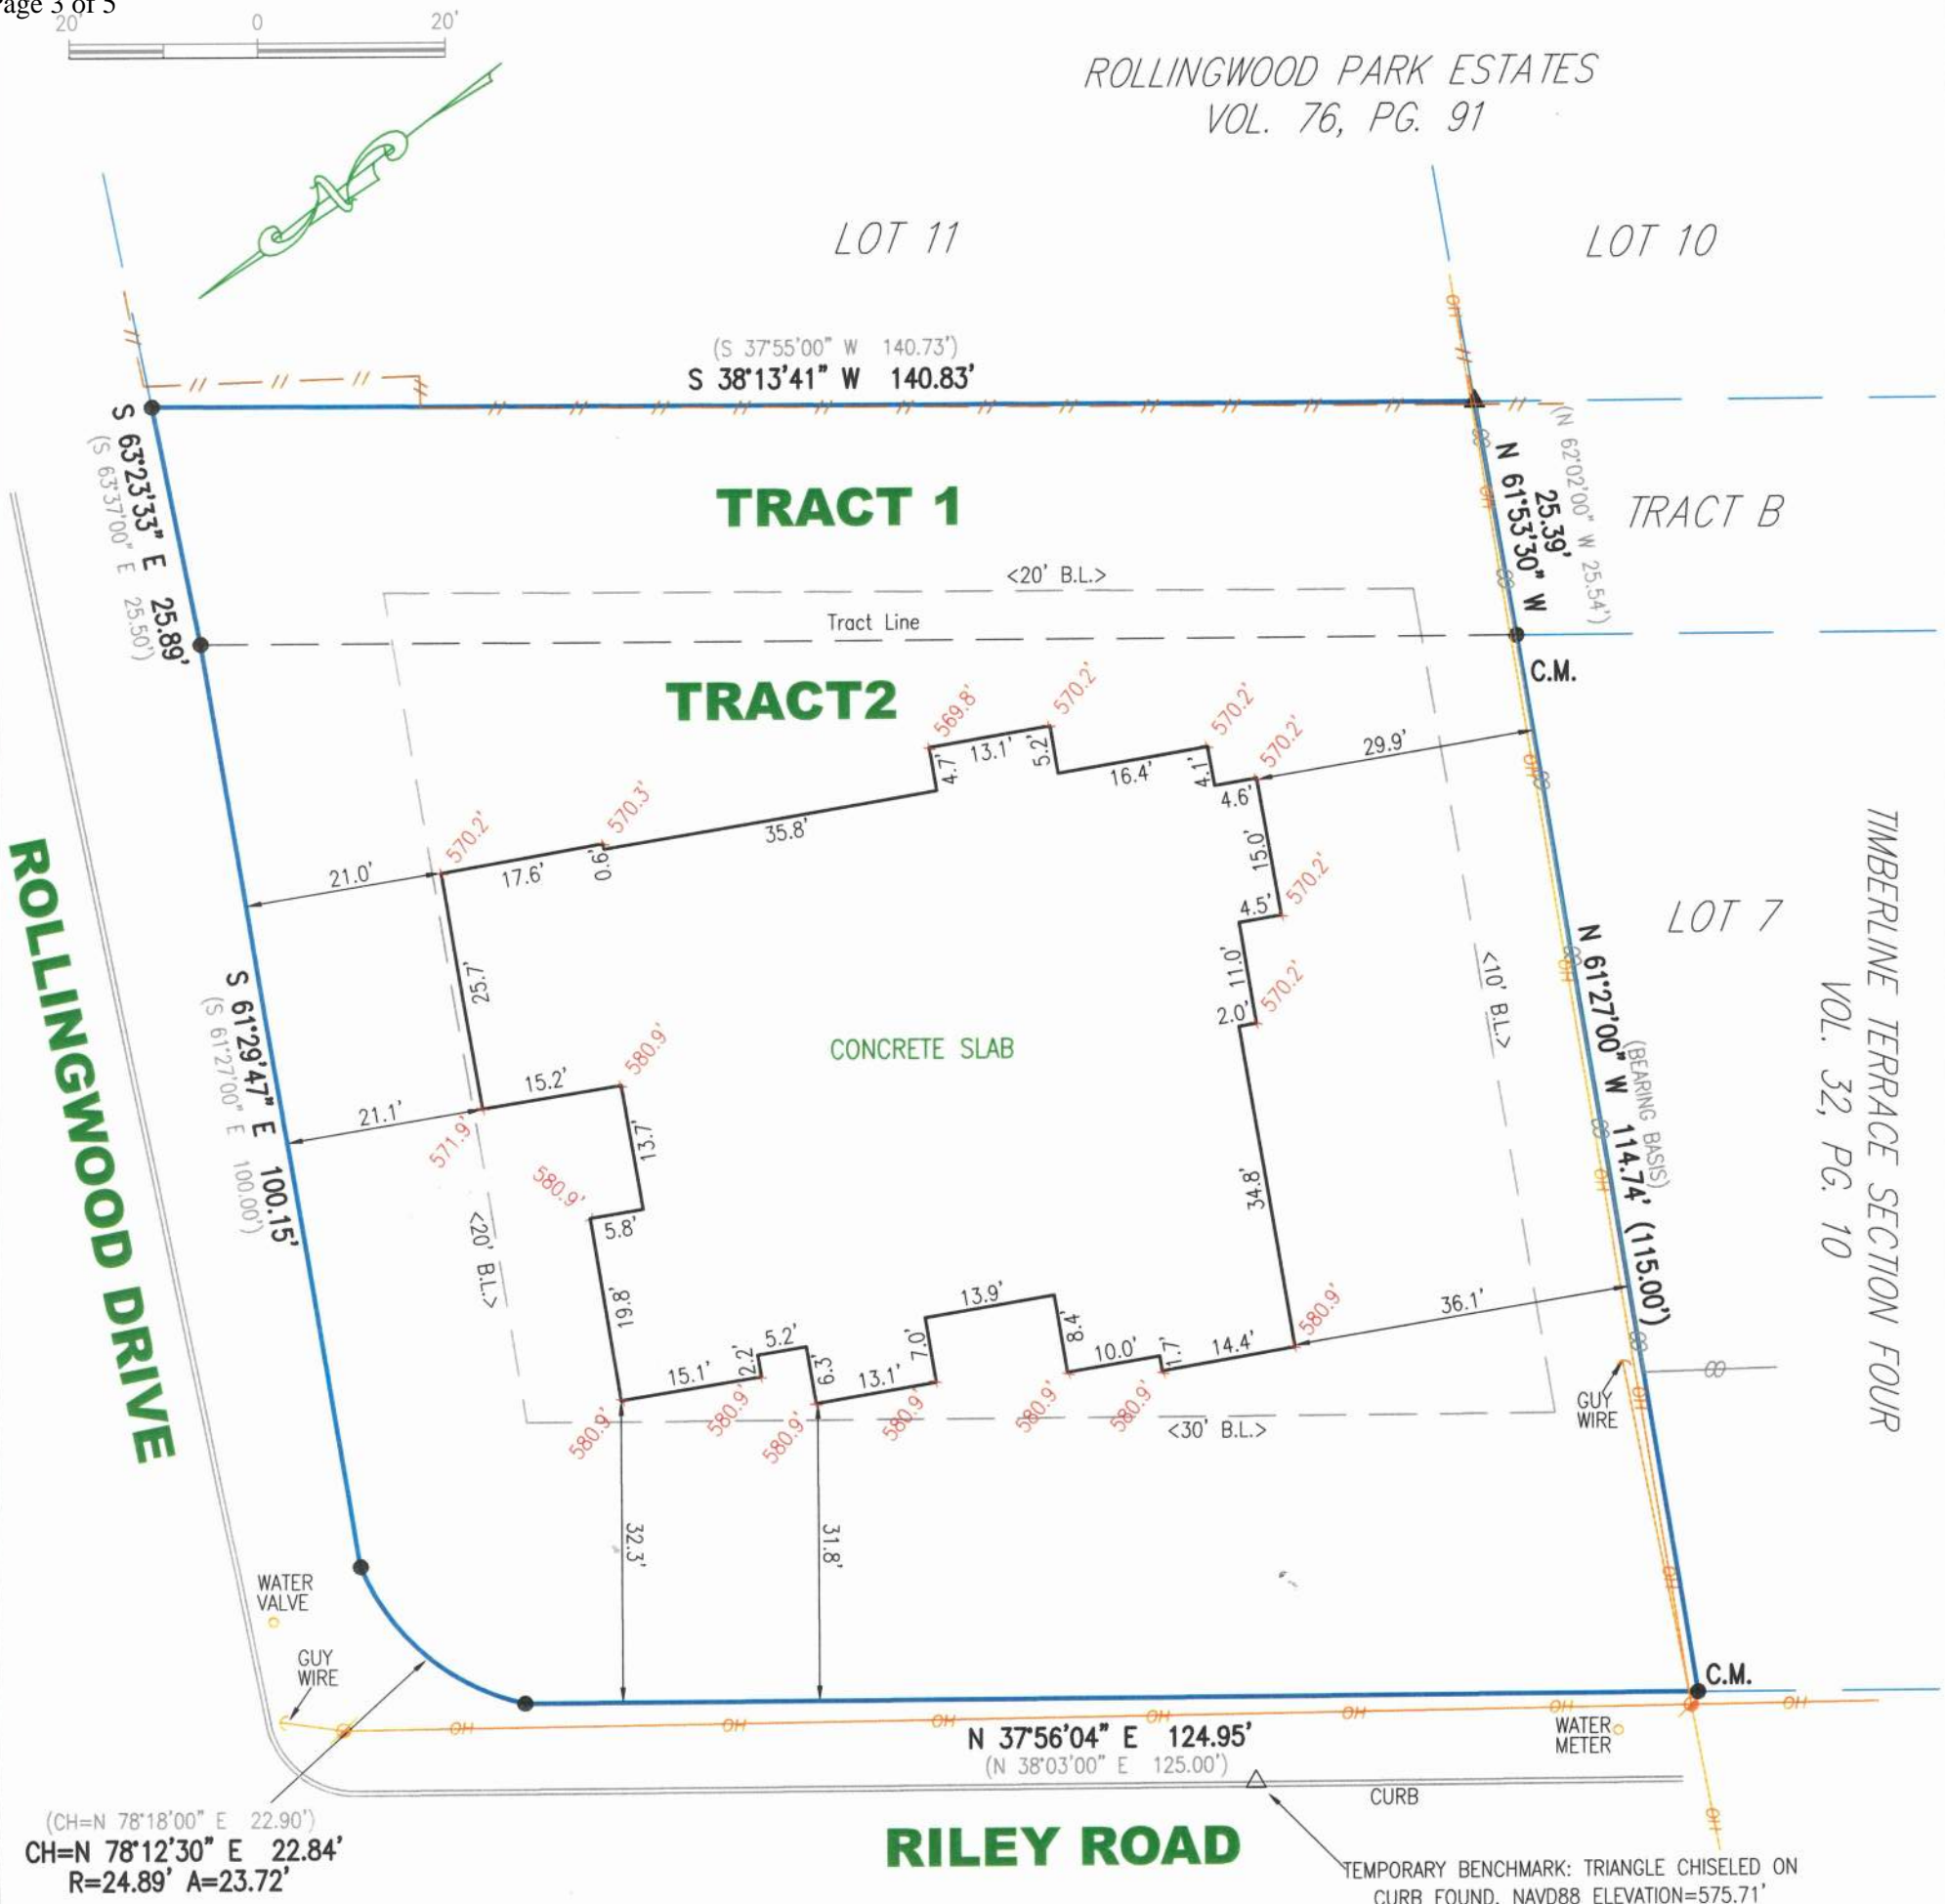 Page 3 of 5
20' 0 20'
ROLLINGWOOD PARK ESTATES
VOL. 76, PG. 91
LOT 11
LOT 10
(S 37°55'00" W 140.73')
S 38°13'41" W 140.83'
S 63°23'33" E 25.89'
(S 63°37'00" E 25.50')
TRACT 1
(N 62°02'00" W 25.54')
25.39'
N 61°53'30" W
TRACT B
<20' B.L.>
Tract Line
C.M.
TRACT2
569.8'
570.2'
570.2'
570.2'
13.1'
5.2'
4.7'
16.4'
4.1'
4.6'
29.9'
570.2'
570.3'
35.8'
17.6'
0.6'
21.0'
15.0'
570.2'
4.5'
11.0'
570.2'
2.0'
25.7'
LOT 7
TIMBERLINE TERRACE SECTION FOUR
VOL. 32, PG. 10
ROLLINGWOOD DRIVE
S 61°29'47" E 100.15'
(S 61°27'00" E 100.00')
(BEARING BASIS)
N 61°27'00" W 114.74' (115.00')
<10' B.L.>
CONCRETE SLAB
15.2'
580.9'
21.1'
571.9'
13.7'
580.9'
5.8'
<20' B.L.>
19.8'
34.8'
580.9'
36.1'
13.9'
7.0'
8.4'
5.2'
2.2'
6.3'
15.1'
13.1'
10.0'
1.7'
14.4'
580.9'
580.9'
580.9'
580.9'
580.9'
580.9'
<30' B.L.>
GUY
WIRE
32.3'
31.8'
WATER
VALVE
GUY
WIRE
C.M.
OH OH OH OH OH OH OH
N 37°56'04" E 124.95'
(N 38°03'00" E 125.00')
WATER
METER
CURB
(CH=N 78°18'00" E 22.90')
CH=N 78°12'30" E 22.84'
R=24.89' A=23.72'
RILEY ROAD
TEMPORARY BENCHMARK: TRIANGLE CHISELED ON
CURB FOUND. NAVD88 ELEVATION=575.71'